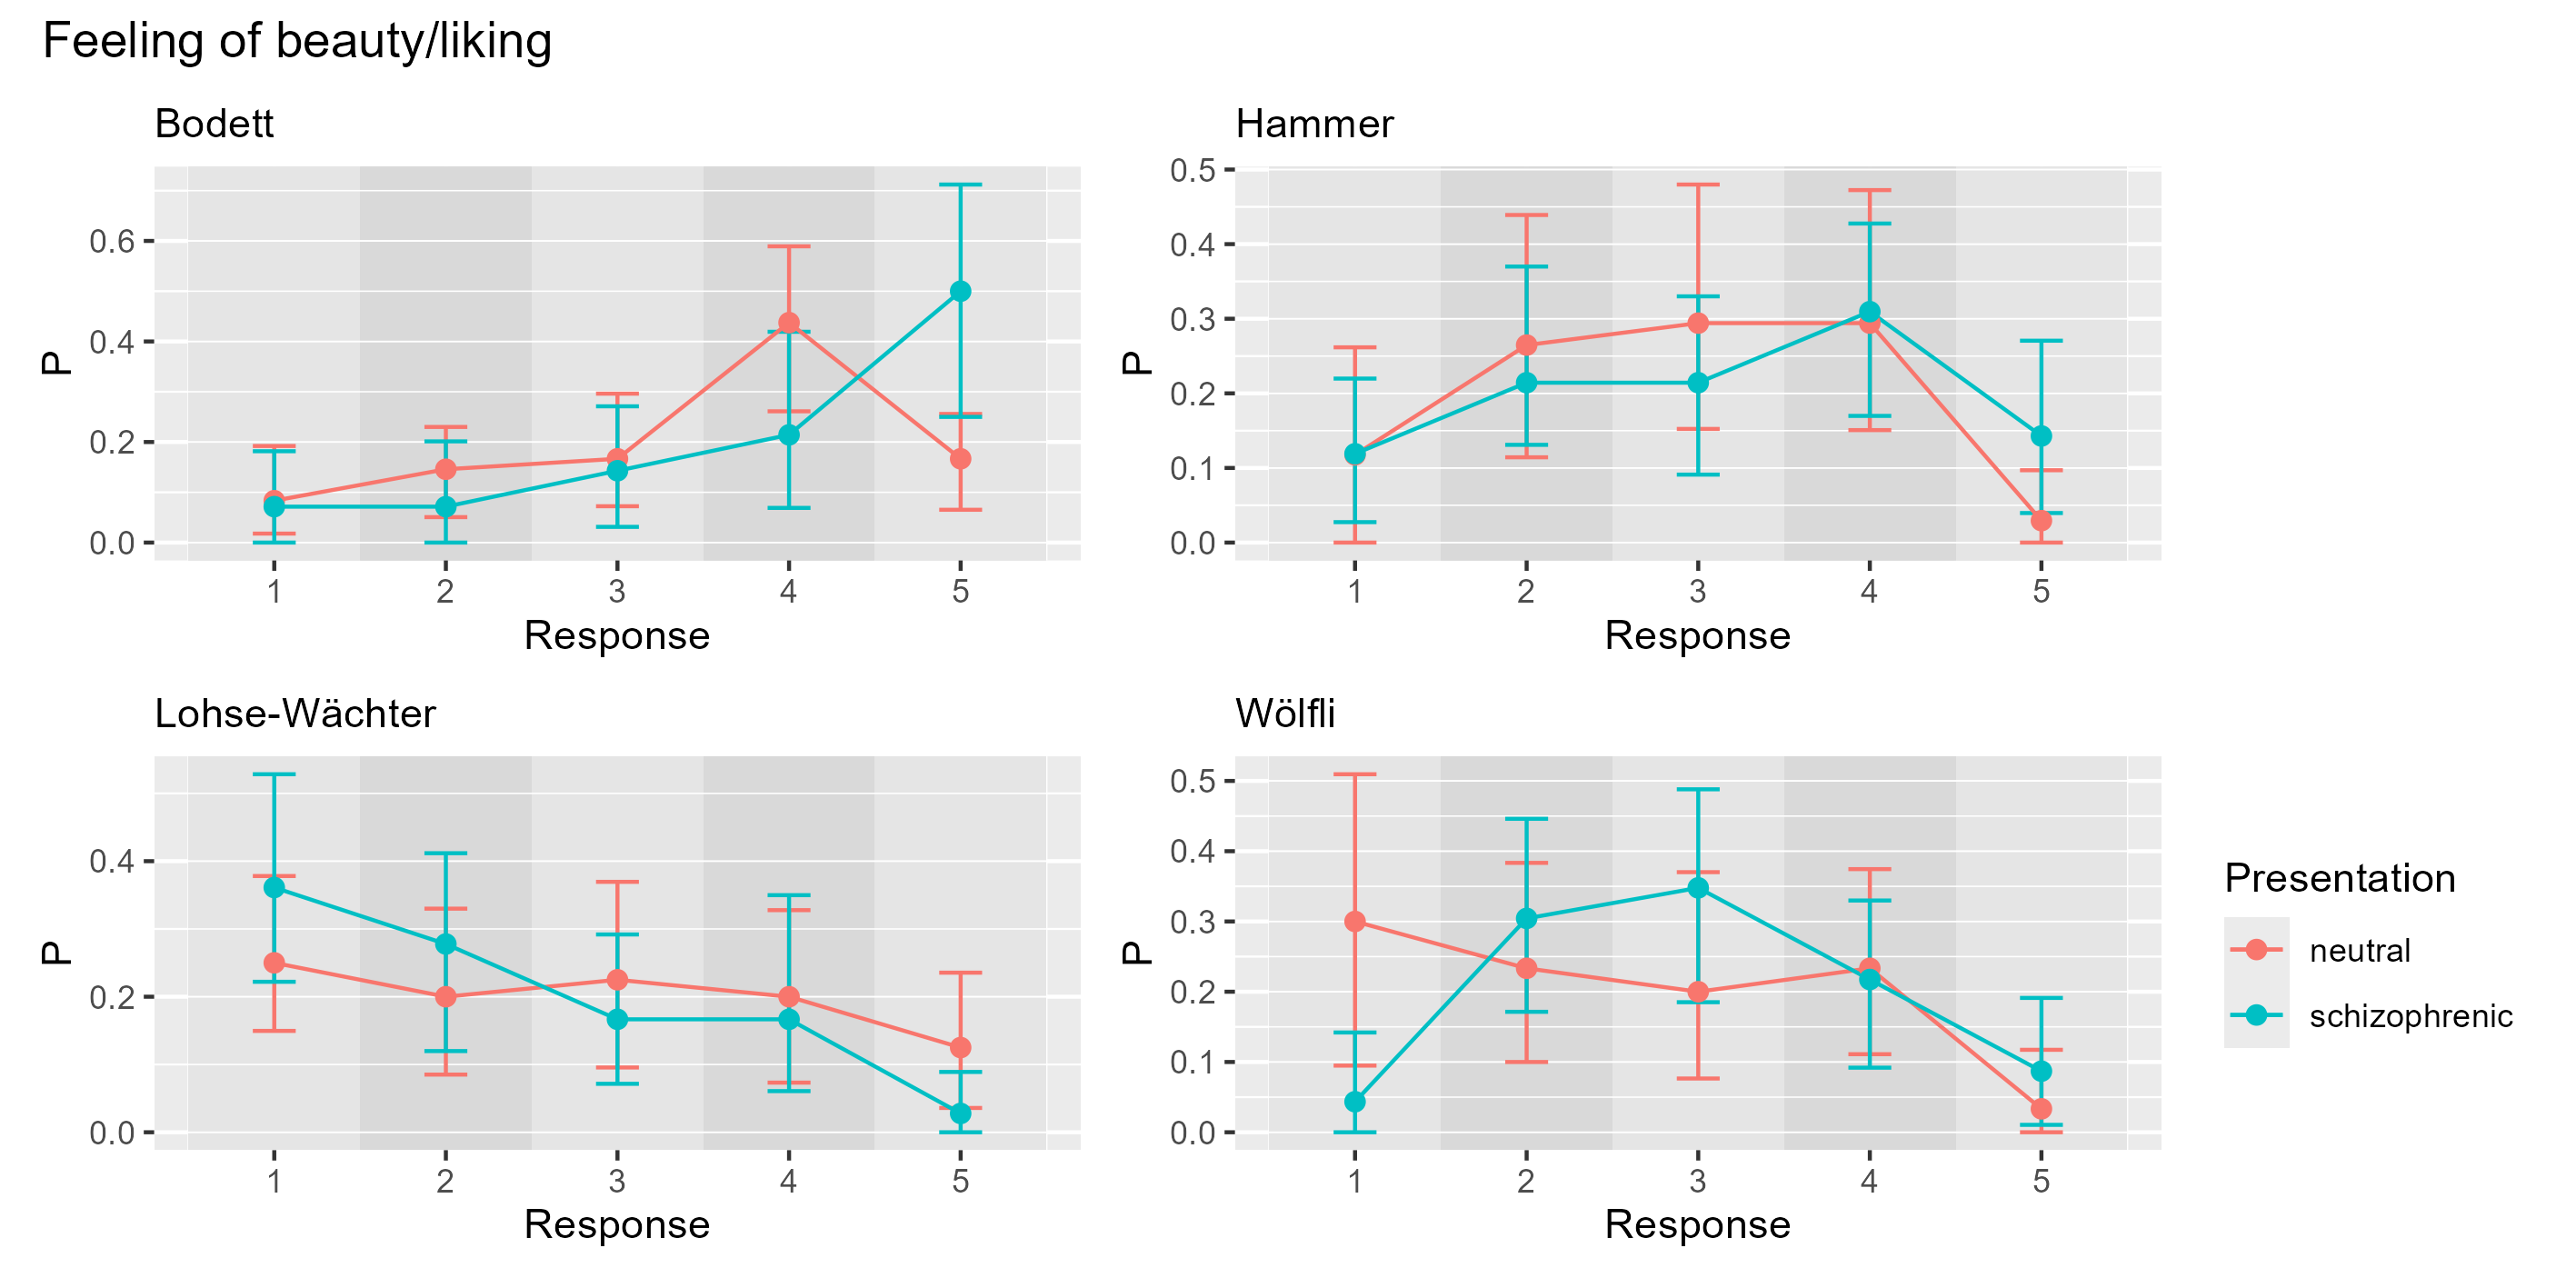 Feeling of beauty/liking
Bodett
P
0.6
0.4
0.2
0.0
1 2 3 4 5
Response
Hammer
P
0.5
0.4
0.3
0.2
0.1
0.0
1 2 3 4 5
Response
Lohse-Wächter
P
0.4
0.2
0.0
1 2 3 4 5
Response
Wölfli
P
0.5
0.4
0.3
0.2
0.1
0.0
1 2 3 4 5
Response
Presentation
neutral
schizophrenic